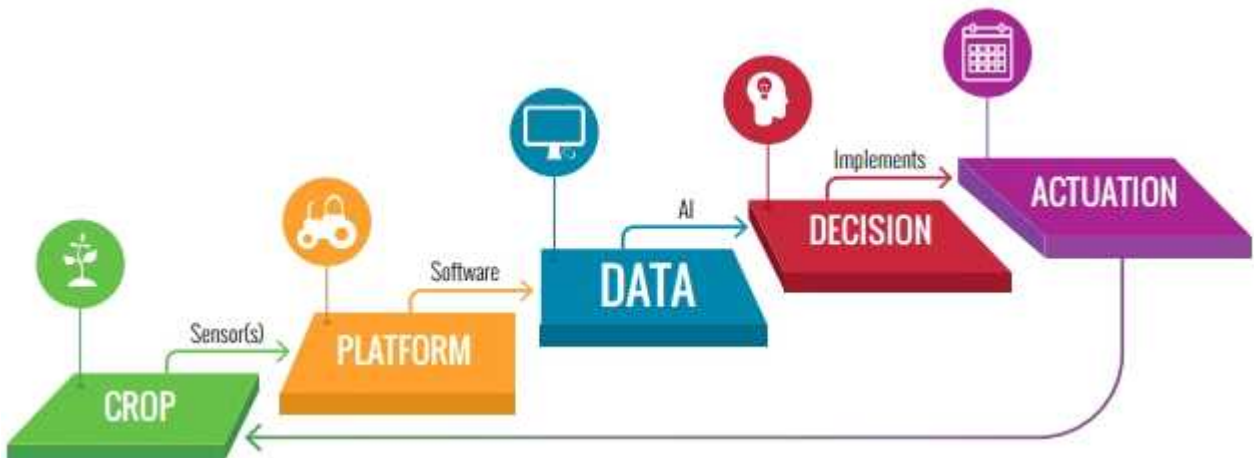 CROP
Sensor(s)
PLATFORM
Software
DATA
AI
DECISION
Implements
ACTUATION